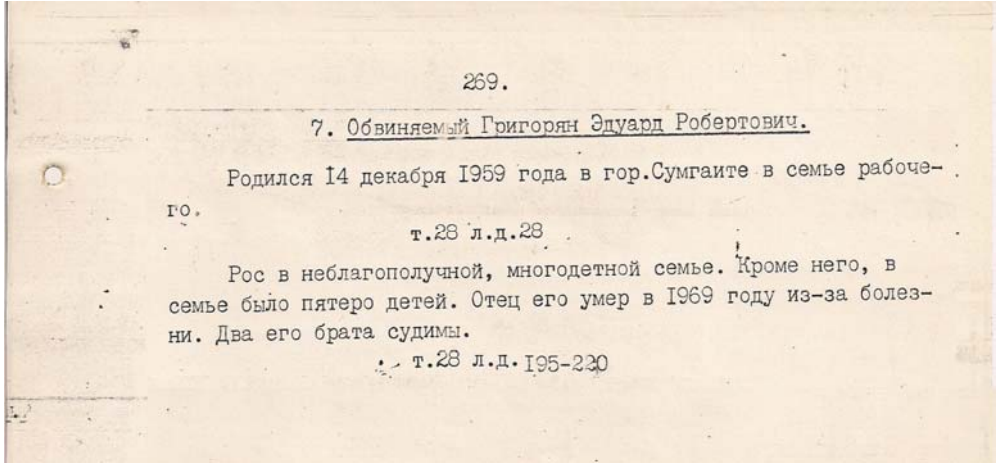 269.
7. Обвиняемый Григорян Эдуард Робертович.
Родился 14 декабря 1959 года в гор.Сумгаите в семье рабоче-
го.
т.28 л.д.28
Рос в неблагополучной, многодетной семье. Кроме него, в
семье было пятеро детей. Отец его умер в 1969 году из-за болез-
ни. Два его брата судимы.
т.28 л.д.195-220